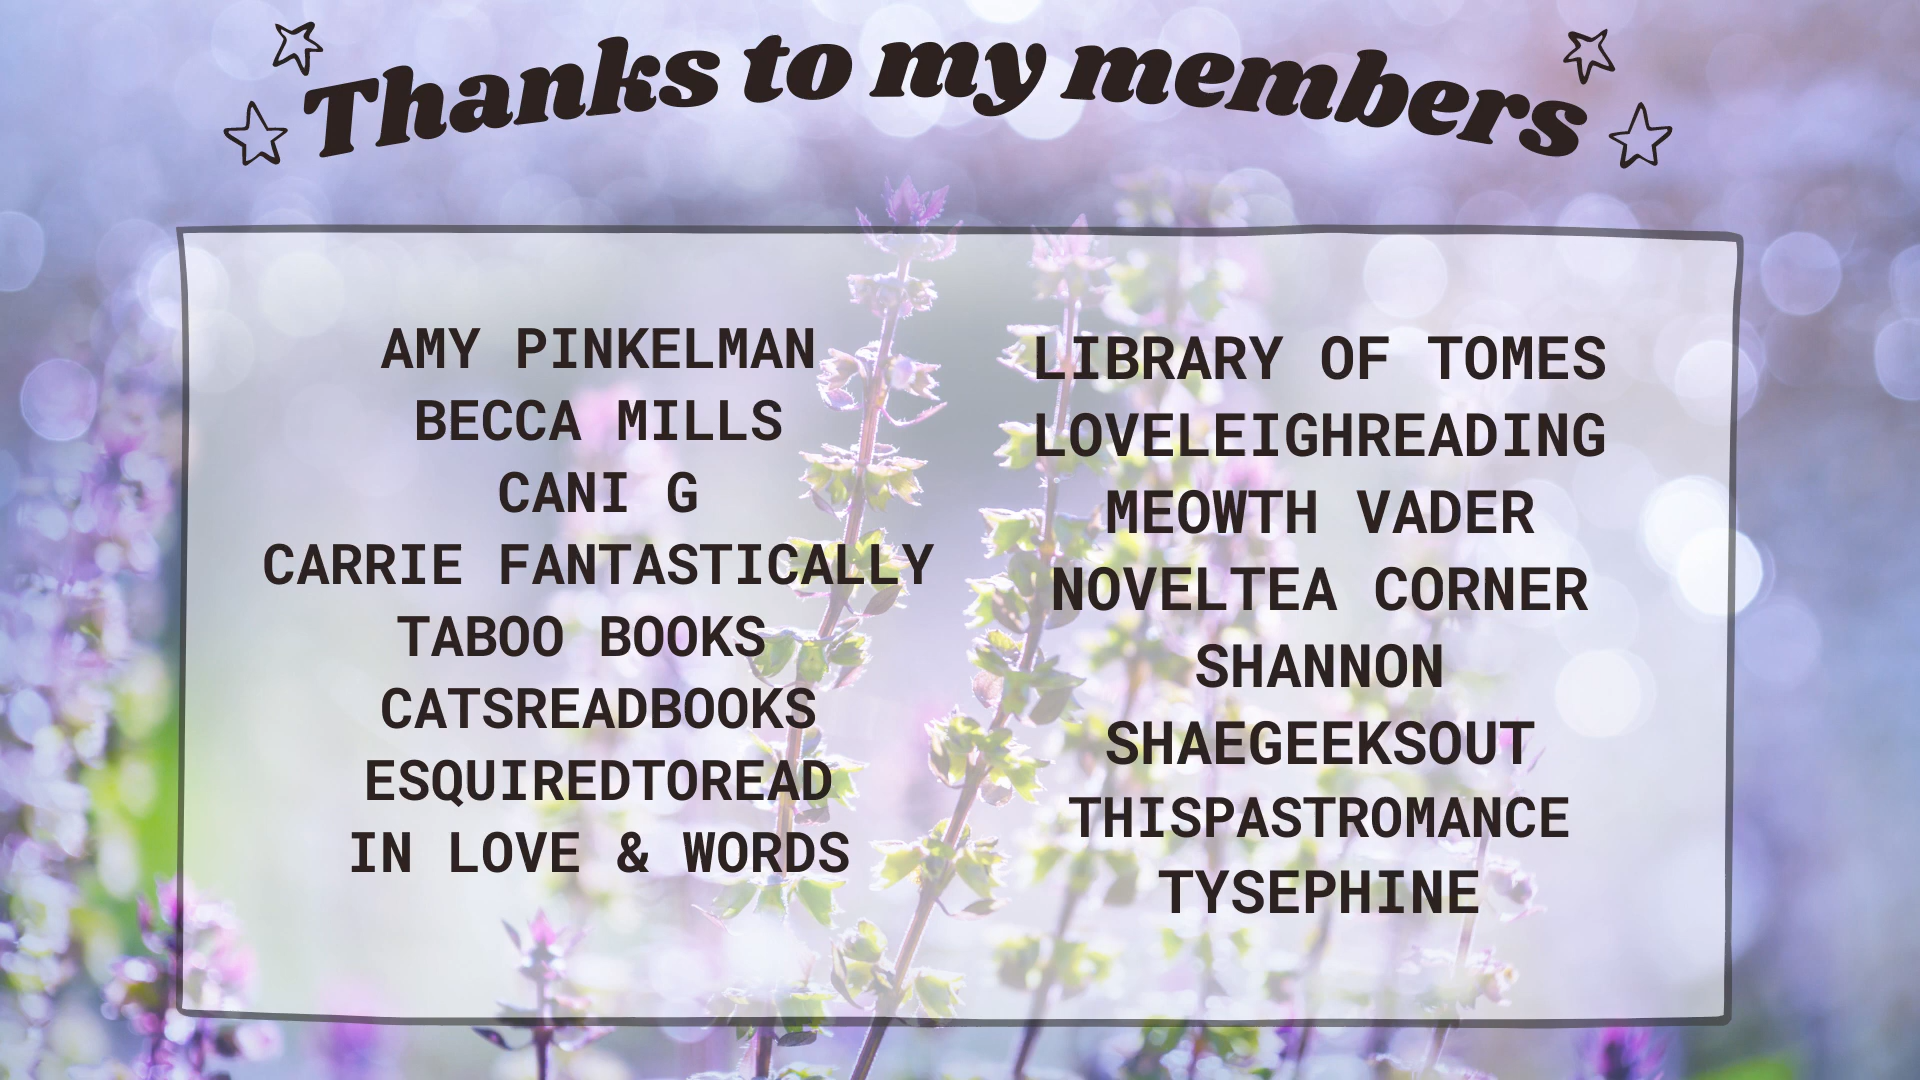 Thanks to my members
AMY PINKELMAN
BECCA MILLS
CANI G
CARRIE FANTASTICALLY
TABOO BOOKS
CATSREADBOOKS
ESQUIREDTOREAD
IN LOVE & WORDS
LIBRARY OF TOMES
LOVELEIGHREADING
MEOWTH VADER
NOVELTEA CORNER
SHANNON
SHAEGEEKSOUT
THISPASTROMANCE
TYSEPHINE